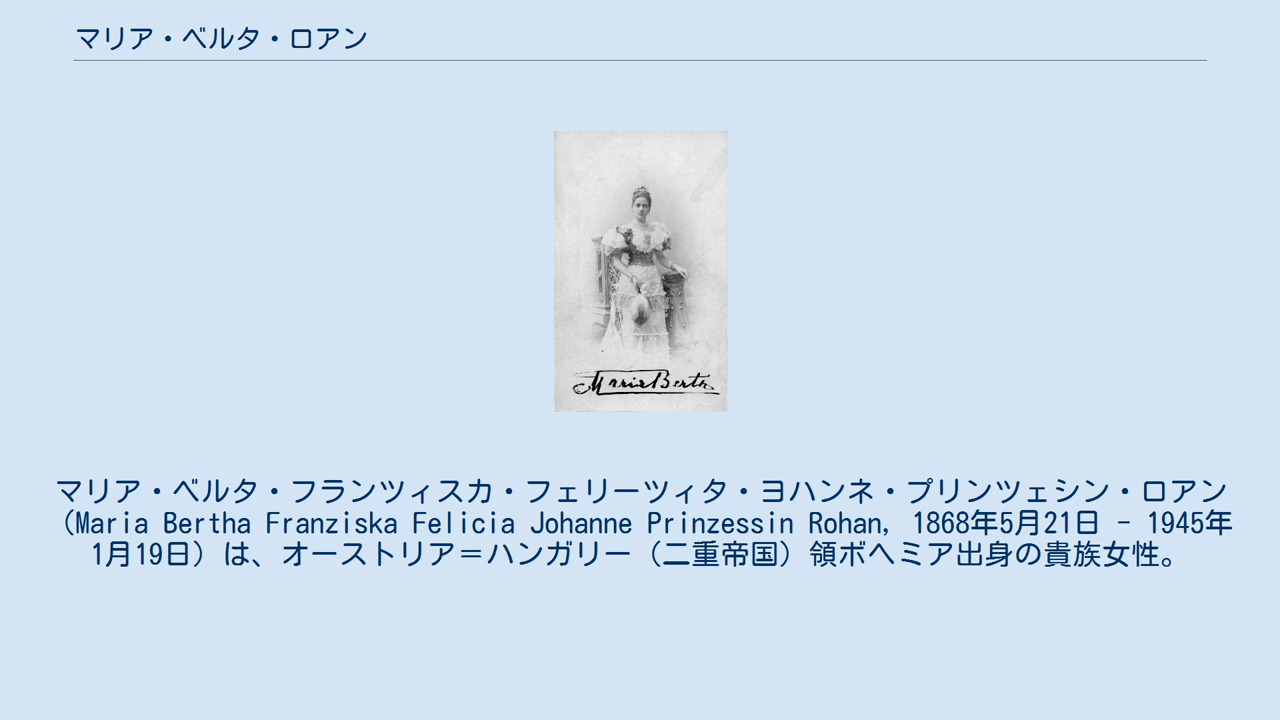 マリア・ベルタ・ロアン
Maria Berta
マリア・ベルタ・フランツィスカ・フェリーツィタ・ヨハンネ・プリンツェシン・ロアン
（Maria Bertha Franziska Felicia Johanne Prinzessin Rohan, 1868年5月21日 - 1945年
1月19日）は、オーストリア＝ハンガリー（二重帝国）領ボヘミア出身の貴族女性。